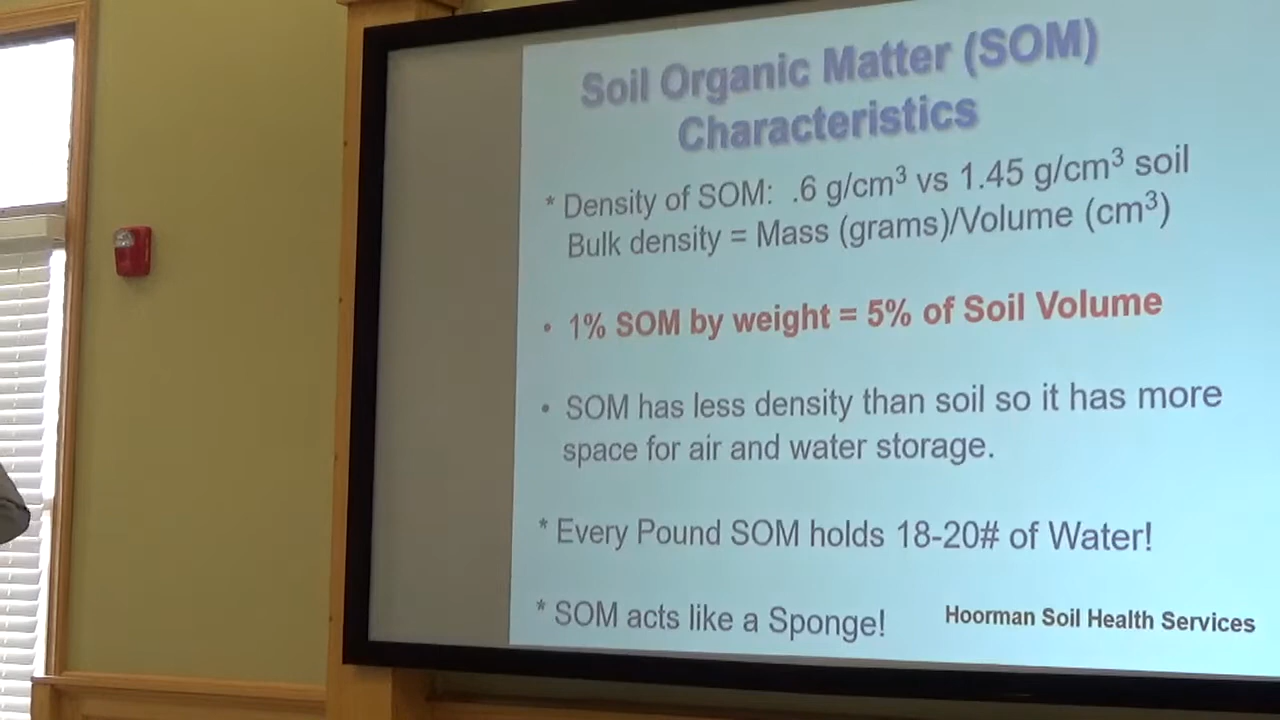 Soil Organic Matter (SOM)
Characteristics
* Density of SOM: .6 g/cm³ vs 1.45 g/cm³ soil
Bulk density = Mass (grams)/Volume (cm³)
• 1% SOM by weight = 5% of Soil Volume
• SOM has less density than soil so it has more
space for air and water storage.
* Every Pound SOM holds 18-20# of Water!
* SOM acts like a Sponge!
Hoorman Soil Health Services